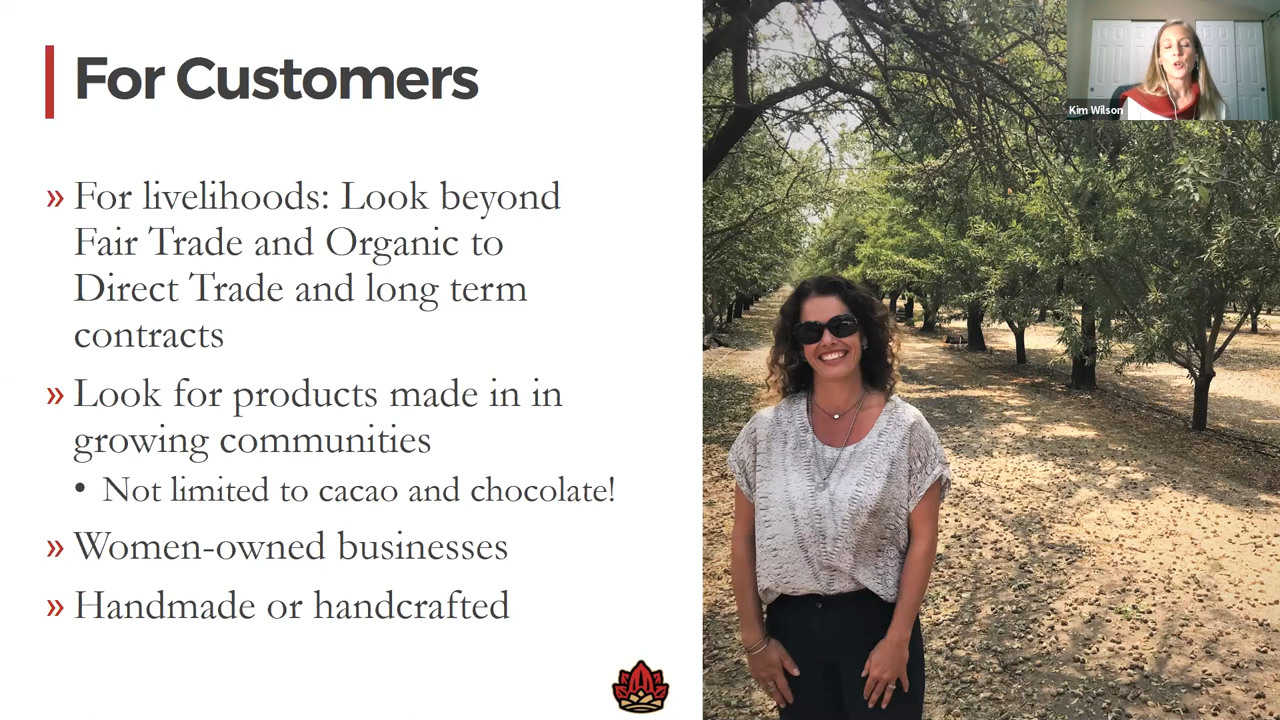 For Customers
Kim Wilson
» For livelihoods: Look beyond
Fair Trade and Organic to
Direct Trade and long term
contracts
» Look for products made in in
growing communities
• Not limited to cacao and chocolate!
» Women-owned businesses
» Handmade or handcrafted